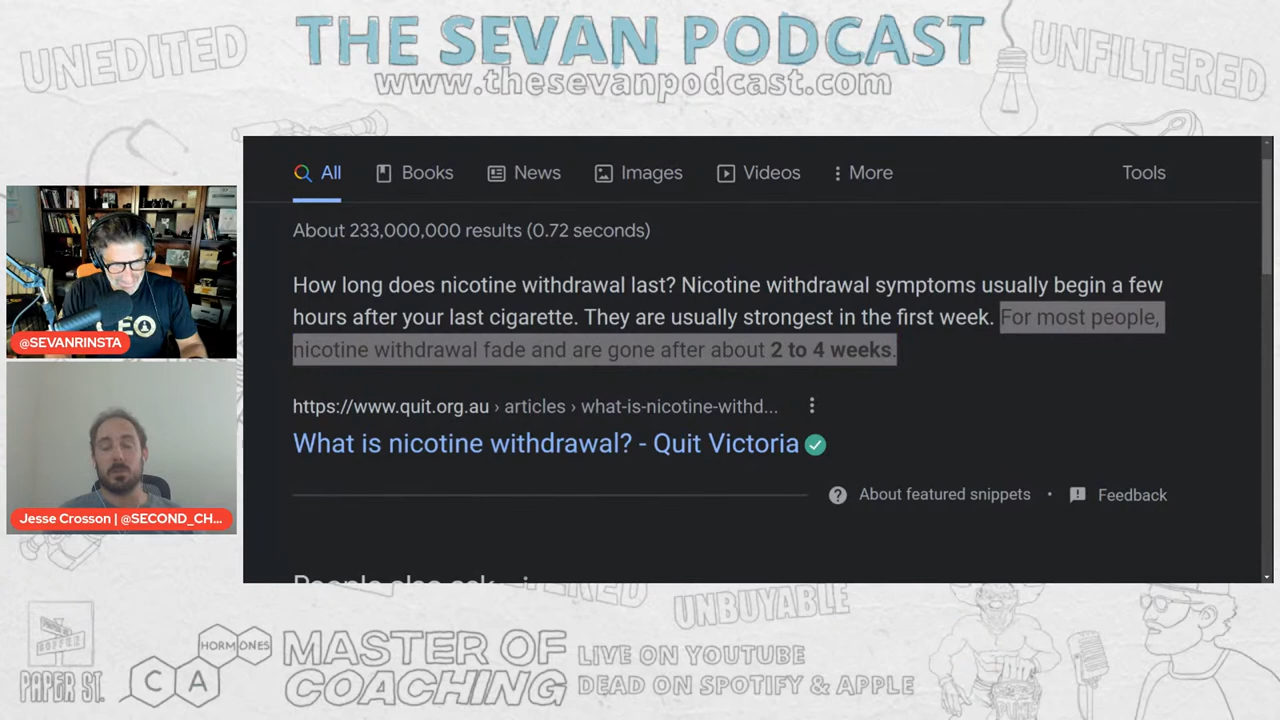 THE SEVAN PODCAST
UNEDITED
UNFILTERED
www.thesevanpodcast.com
All
Books
News
Images
Videos
More
Tools
About 233,000,000 results (0.72 seconds)
How long does nicotine withdrawal last? Nicotine withdrawal symptoms usually begin a few
hours after your last cigarette. They are usually strongest in the first week. For most people,
nicotine withdrawal fade and are gone after about 2 to 4 weeks.
https://www.quit.org.au › articles › what-is-nicotine-withd...
What is nicotine withdrawal? - Quit Victoria
About featured snippets
Feedback
People also ask
@SEVANRINSTA
Jesse Crosson | @SECOND_CH...
UNBUYABLE
PAPER ST.
HORMONES
C A
MASTER OF
COACHING
LIVE ON YOUTUBE
DEAD ON SPOTIFY & APPLE